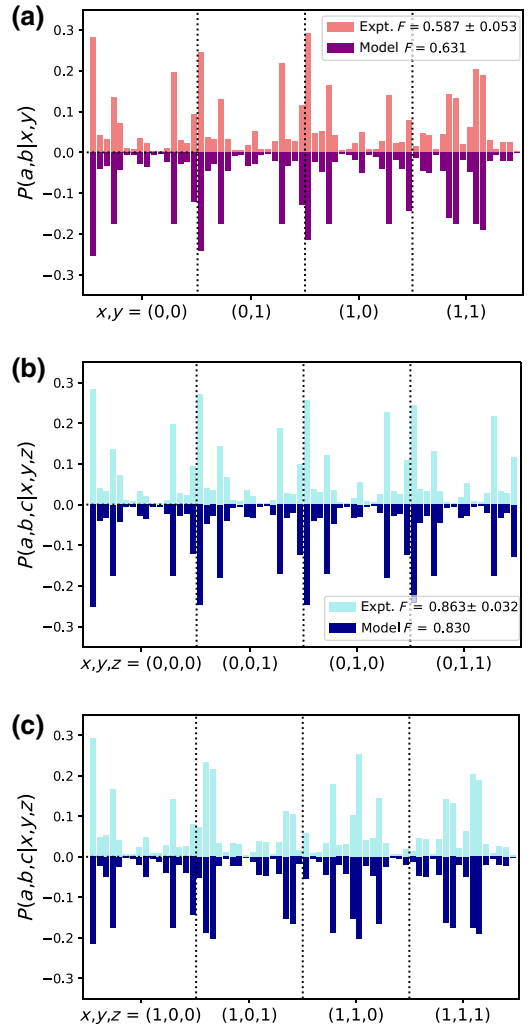 (a)
0.3
0.2
0.1
0.0
−0.1
−0.2
−0.3
P(a,b|x,y)
Expt. F = 0.587 ± 0.053
Model F = 0.631
x,y = (0,0) (0,1) (1,0) (1,1)
(b)
0.3
0.2
0.1
0.0
−0.1
−0.2
−0.3
P(a,b,c|x,y,z)
Expt. F = 0.863± 0.032
Model F = 0.830
x,y,z = (0,0,0) (0,0,1) (0,1,0) (0,1,1)
(c)
0.3
0.2
0.1
0.0
−0.1
−0.2
−0.3
P(a,b,c|x,y,z)
x,y,z = (1,0,0) (1,0,1) (1,1,0) (1,1,1)